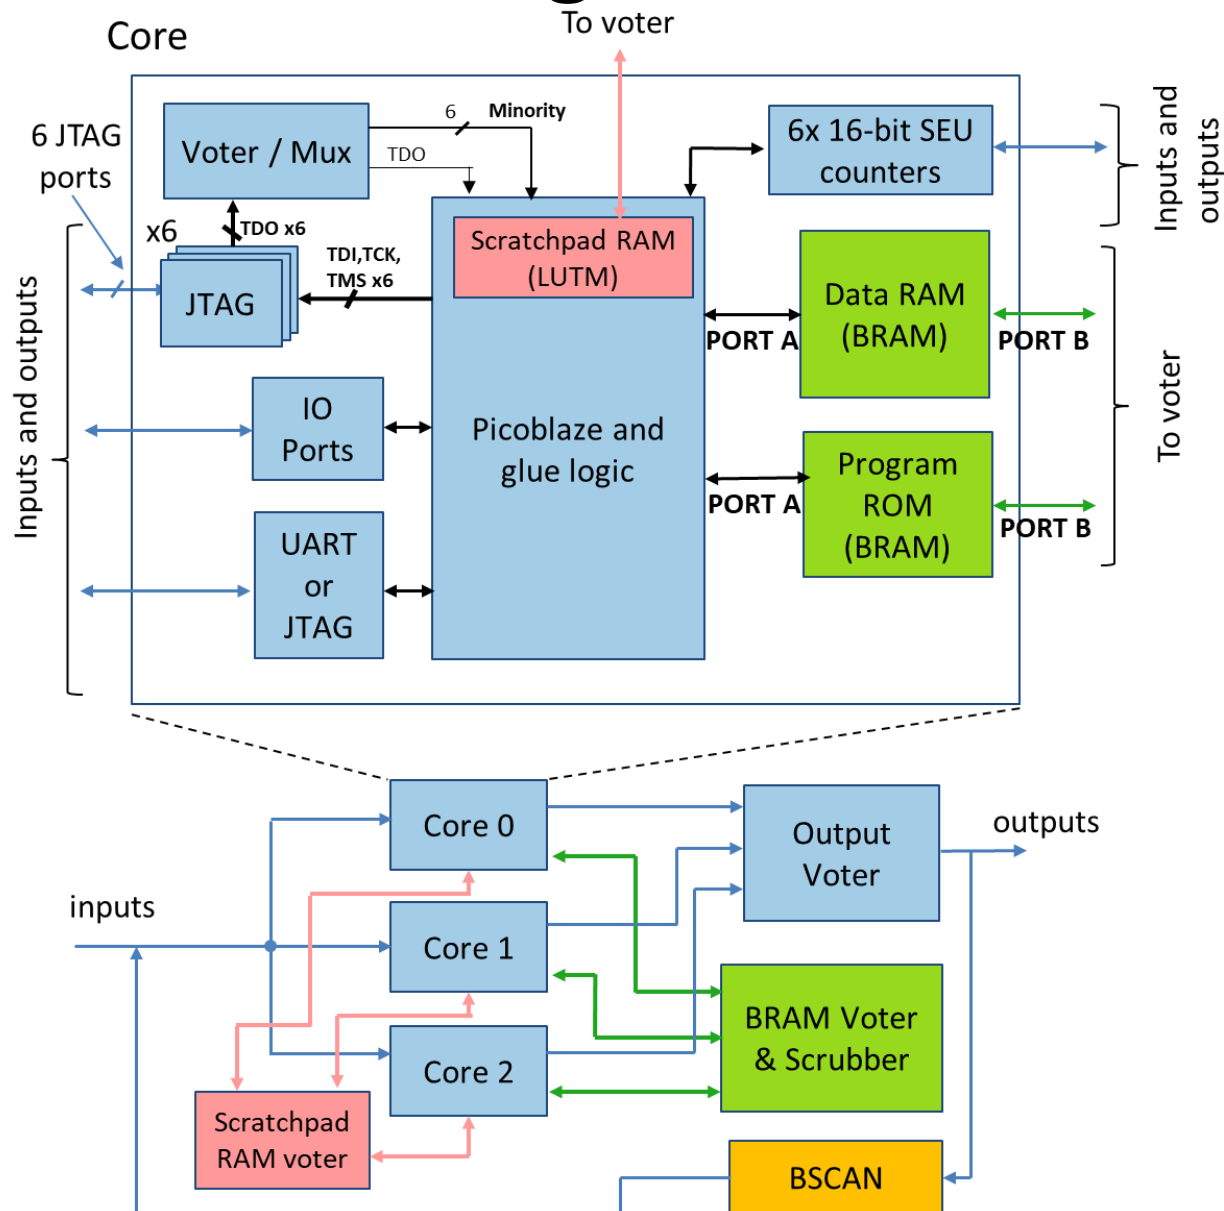 To voter
Core
6
Minority
Voter / Mux
TDO
6x 16-bit SEU
counters
Inputs and
outputs
6 JTAG
ports
x6
TDO x6
TDI,TCK,
TMS x6
JTAG
Scratchpad RAM
(LUTM)
Data RAM
(BRAM)
PORT A
PORT B
Inputs and outputs
IO
Ports
Picoblaze and
glue logic
To voter
Program
ROM
(BRAM)
PORT A
PORT B
UART
or
JTAG
Core 0
Output
Voter
outputs
inputs
Core 1
BRAM Voter
& Scrubber
Core 2
Scratchpad
RAM voter
BSCAN